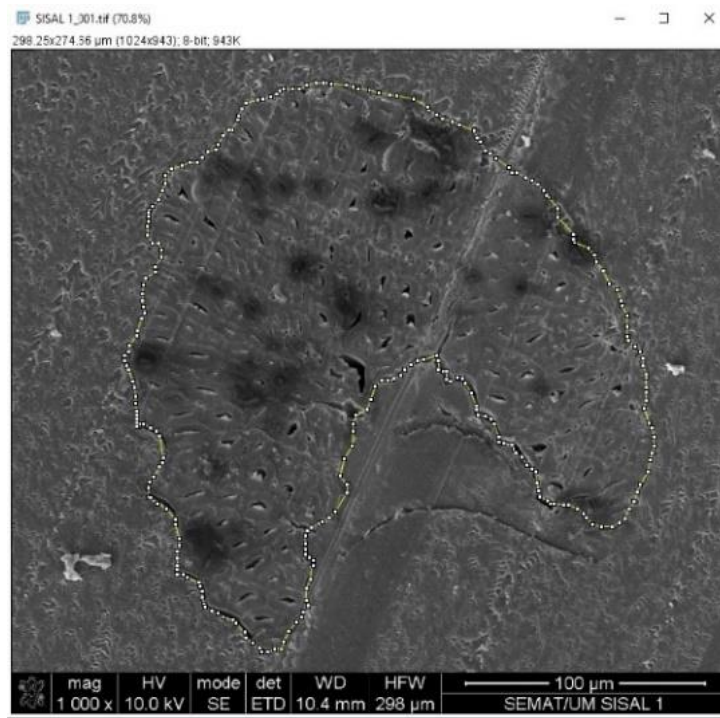 SISAL 1_001.tif (70.8%)
298.25x274.66 µm (1024x943); 8-bit; 943K
mag HV mode det WD HFW 100 µm
1 000 x 10.0 kV SE ETD 10.4 mm 298 µm SEMAT/UM SISAL 1